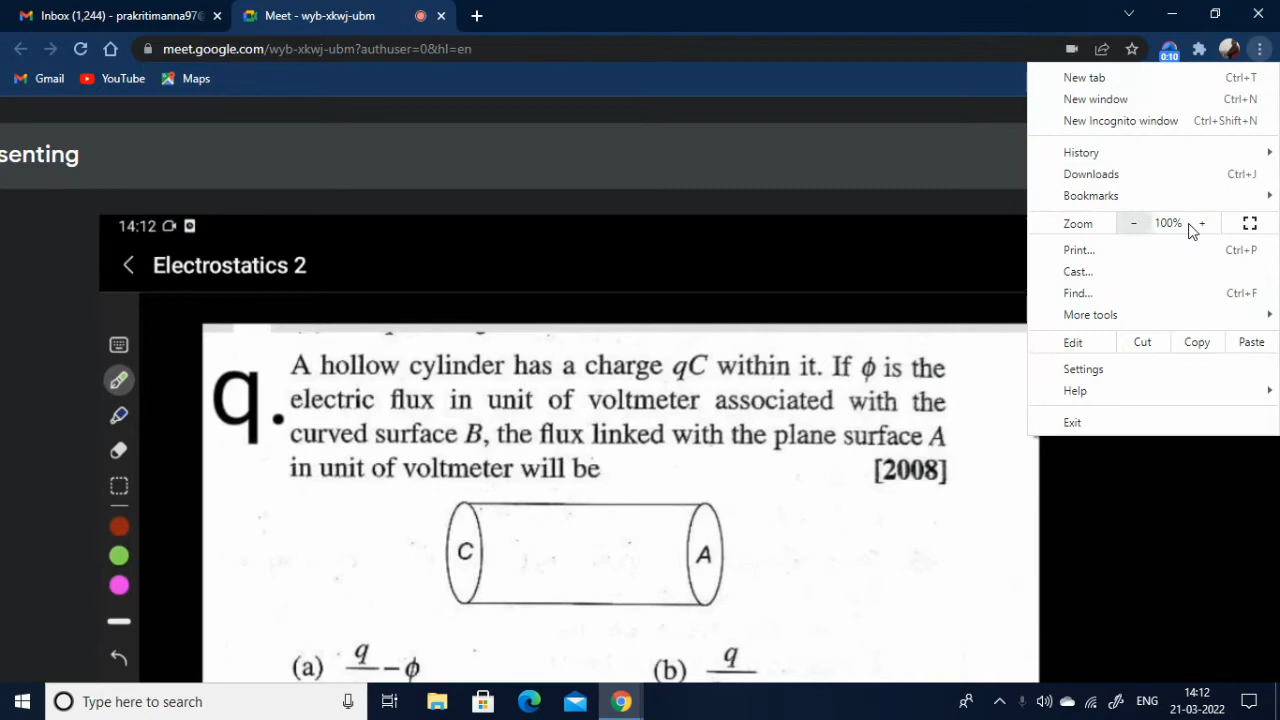 Inbox (1,244) - prakritimanna97@
Meet - wyb-xkwj-ubm
meet.google.com/wyb-xkwj-ubm?authuser=0&hl=en
0:10
Gmail
YouTube
Maps
New tab Ctrl+T
New window Ctrl+N
New Incognito window Ctrl+Shift+N
History
Downloads Ctrl+J
Bookmarks
Zoom - 100% +
Print... Ctrl+P
Cast...
Find... Ctrl+F
More tools
Edit Cut Copy Paste
Settings
Help
Exit
senting
14:12
Electrostatics 2
q.
A hollow cylinder has a charge qC within it. If ϕ is the
electric flux in unit of voltmeter associated with the
curved surface B, the flux linked with the plane surface A
in unit of voltmeter will be [2008]
C A
(a) q – ϕ (b) q
Type here to search
ENG
14:12
21-03-2022